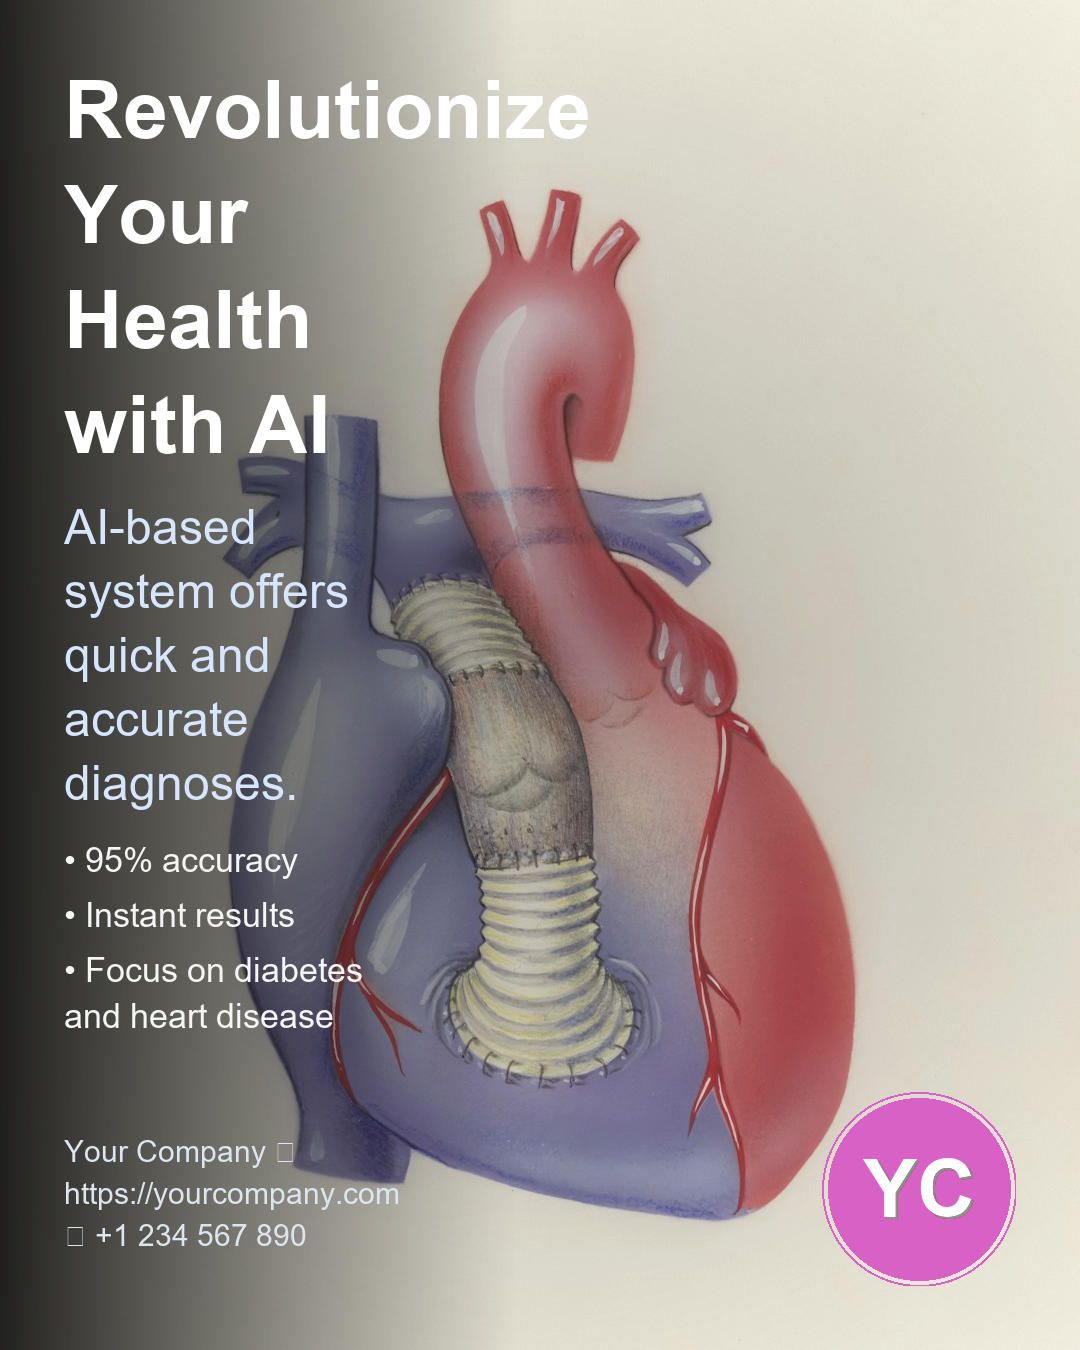 Revolutionize
Your
Health
with AI
AI-based
system offers
quick and
accurate
diagnoses.
• 95% accuracy
• Instant results
• Focus on diabetes
and heart disease
Your Company
https://yourcompany.com
+1 234 567 890
YC